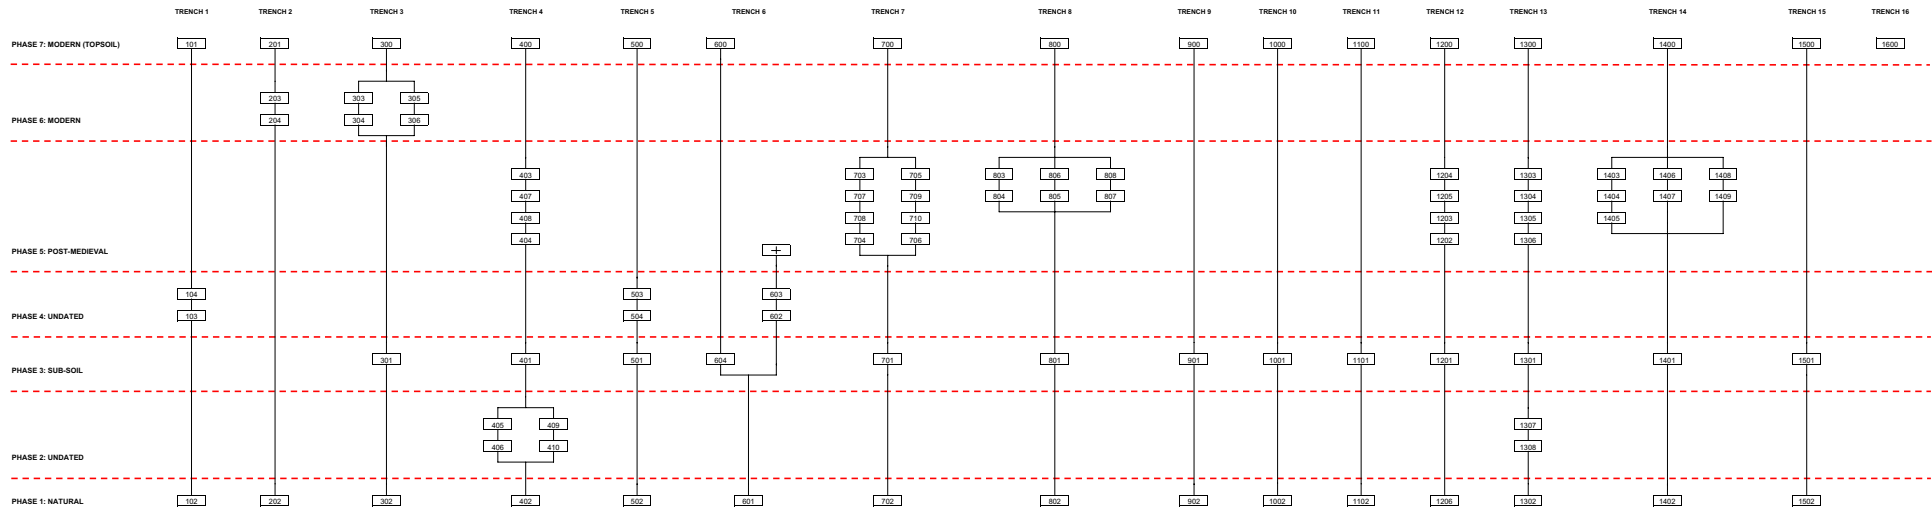 TRENCH 1 TRENCH 2 TRENCH 3 TRENCH 4 TRENCH 5 TRENCH 6 TRENCH 7 TRENCH 8 TRENCH 9 TRENCH 10 TRENCH 11 TRENCH 12 TRENCH 13 TRENCH 14 TRENCH 15 TRENCH 16
PHASE 7: MODERN (TOPSOIL) 101 201 300 400 500 600 700 800 900 1000 1100 1200 1300 1400 1500 1600
203 303 305
PHASE 6: MODERN 204 304 306
403 703 705 803 806 808 1204 1303 1403 1406 1408
407 707 709 804 805 807 1205 1304 1404 1407 1409
408 708 710 1203 1305 1405
404 704 706 1202 1306
PHASE 5: POST-MEDIEVAL +
104 503 603
PHASE 4: UNDATED 103 504 602
301 401 501 604 701 801 901 1001 1101 1201 1301 1401 1501
PHASE 3: SUB-SOIL
405 409 1307
406 410 1308
PHASE 2: UNDATED
PHASE 1: NATURAL 102 202 302 402 502 601 702 802 902 1002 1102 1206 1302 1402 1502